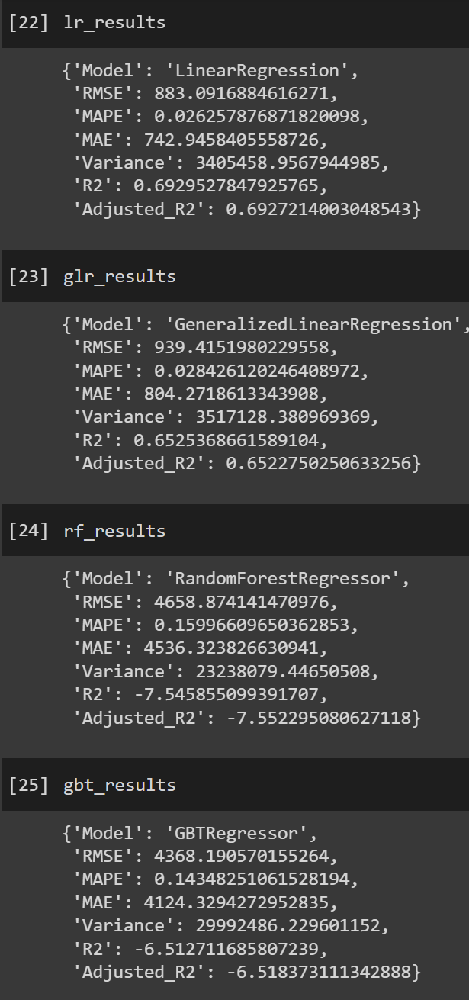 [22] lr_results
{'Model': 'LinearRegression',
'RMSE': 883.0916884616271,
'MAPE': 0.026257876871820098,
'MAE': 742.9458405558726,
'Variance': 3405458.9567944985,
'R2': 0.6929527847925765,
'Adjusted_R2': 0.6927214003048543}
[23] glr_results
{'Model': 'GeneralizedLinearRegression',
'RMSE': 939.4151980229558,
'MAPE': 0.028426120246408972,
'MAE': 804.2718613343908,
'Variance': 3517128.380969369,
'R2': 0.6525368661589104,
'Adjusted_R2': 0.6522750250633256}
[24] rf_results
{'Model': 'RandomForestRegressor',
'RMSE': 4658.874141470976,
'MAPE': 0.15996609650362853,
'MAE': 4536.323826630941,
'Variance': 23238079.44650508,
'R2': -7.545855099391707,
'Adjusted_R2': -7.552295080627118}
[25] gbt_results
{'Model': 'GBTRegressor',
'RMSE': 4368.190570155264,
'MAPE': 0.14348251061528194,
'MAE': 4124.3294272952835,
'Variance': 29992486.229601152,
'R2': -6.512711685807239,
'Adjusted_R2': -6.518373111342888}